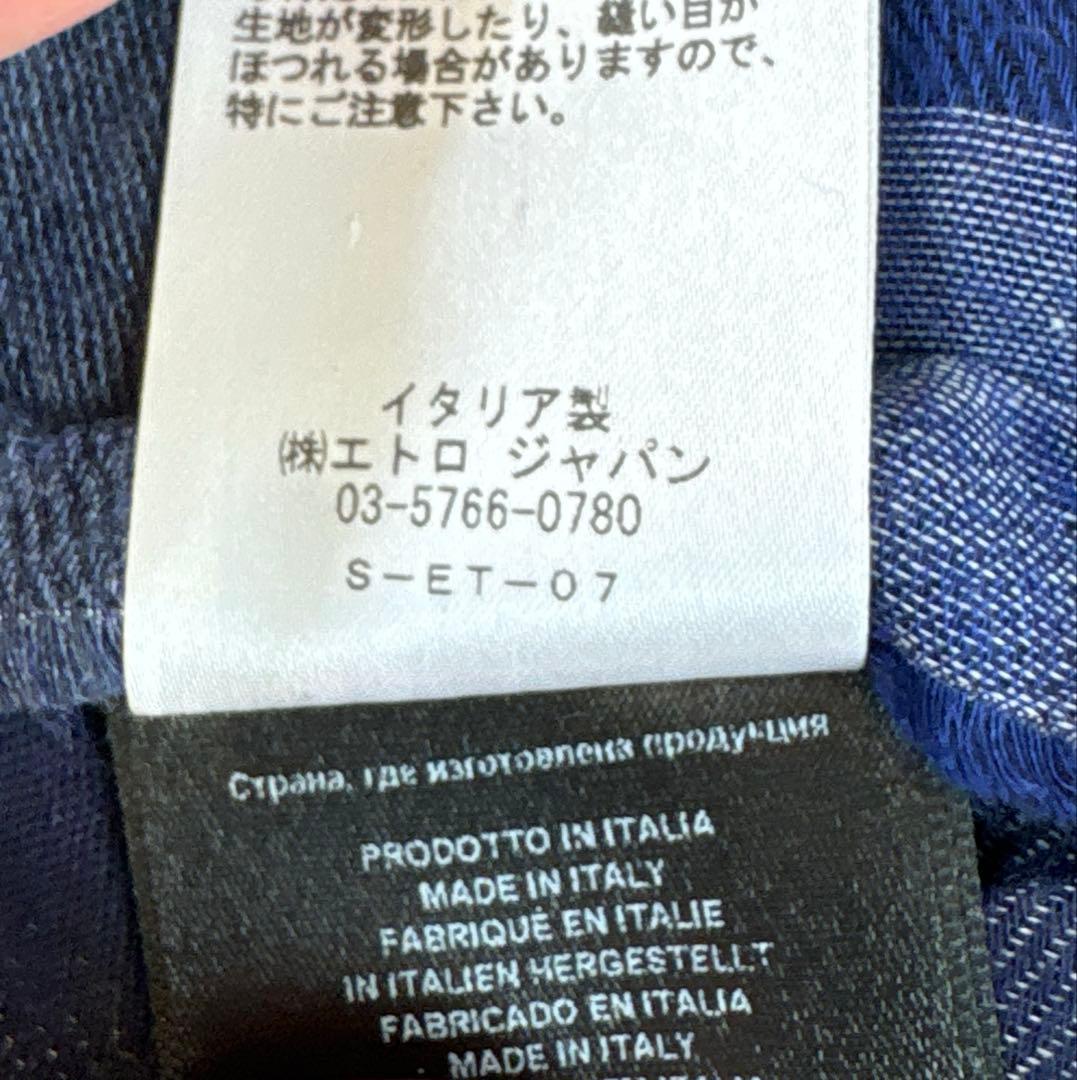 生地が変形したり、縫い目が
ほつれる場合がありますので、
特にご注意下さい。
イタリア製
㈱エトロ ジャパン
03-5766-0780
S-ET-07
Страна, где изготовлена продукция
PRODOTTO IN ITALIA
MADE IN ITALY
FABRIQUÉ EN ITALIE
IN ITALIEN HERGESTELLT
FABRICADO EN ITALIA
MADE IN ITALY